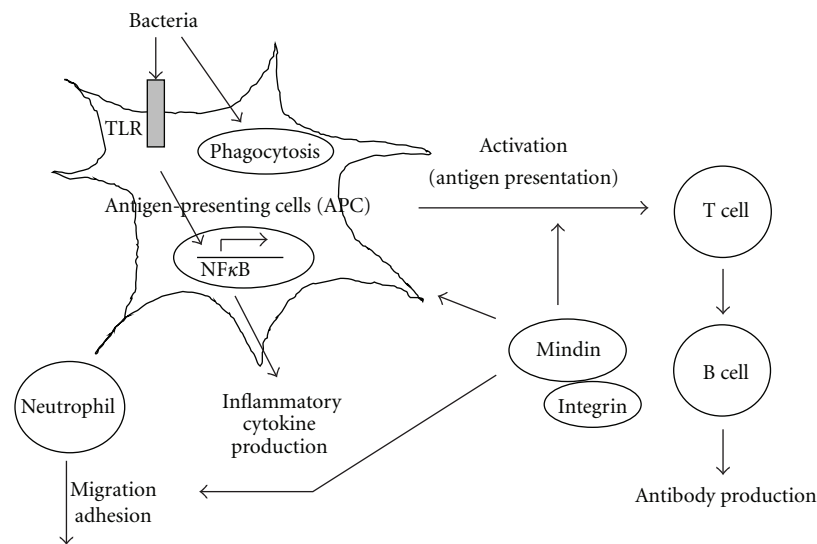 Bacteria
TLR
Phagocytosis
Activation
(antigen presentation)
Antigen-presenting cells (APC)
T cell
NFκB
Mindin
B cell
Integrin
Neutrophil
Inflammatory
cytokine
production
Migration
adhesion
Antibody production